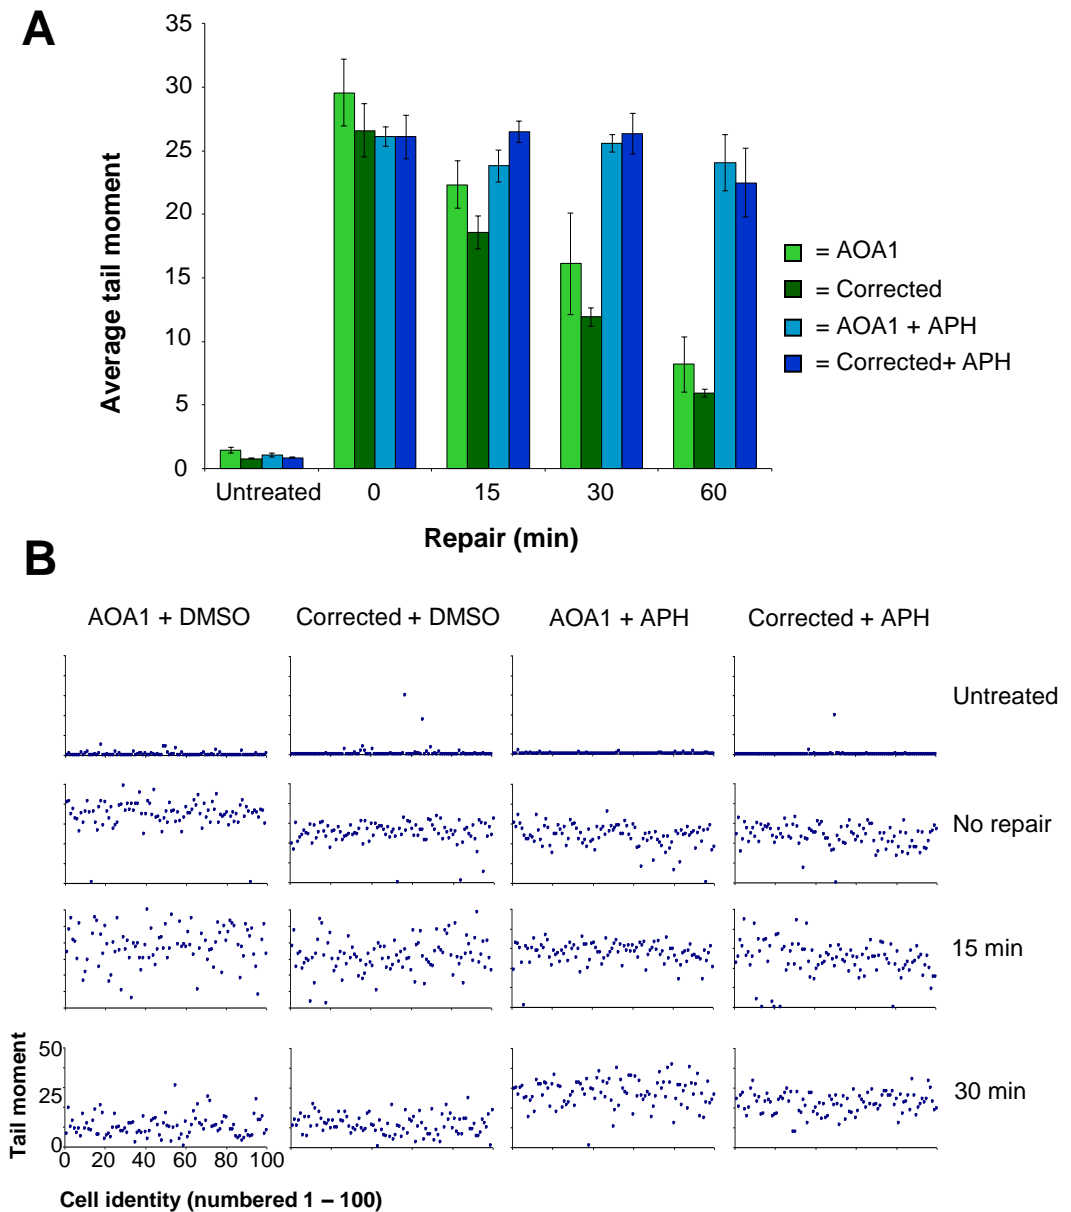 A
35
30
25
20
15
10
5
0
Average tail moment
Untreated 0 15 30 60
Repair (min)
= AOA1
= Corrected
= AOA1 + APH
= Corrected+ APH
B
AOA1 + DMSO Corrected + DMSO AOA1 + APH Corrected + APH
Untreated
No repair
15 min
30 min
Tail moment
50
25
0
0 20 40 60 80 100
Cell identity (numbered 1 – 100)